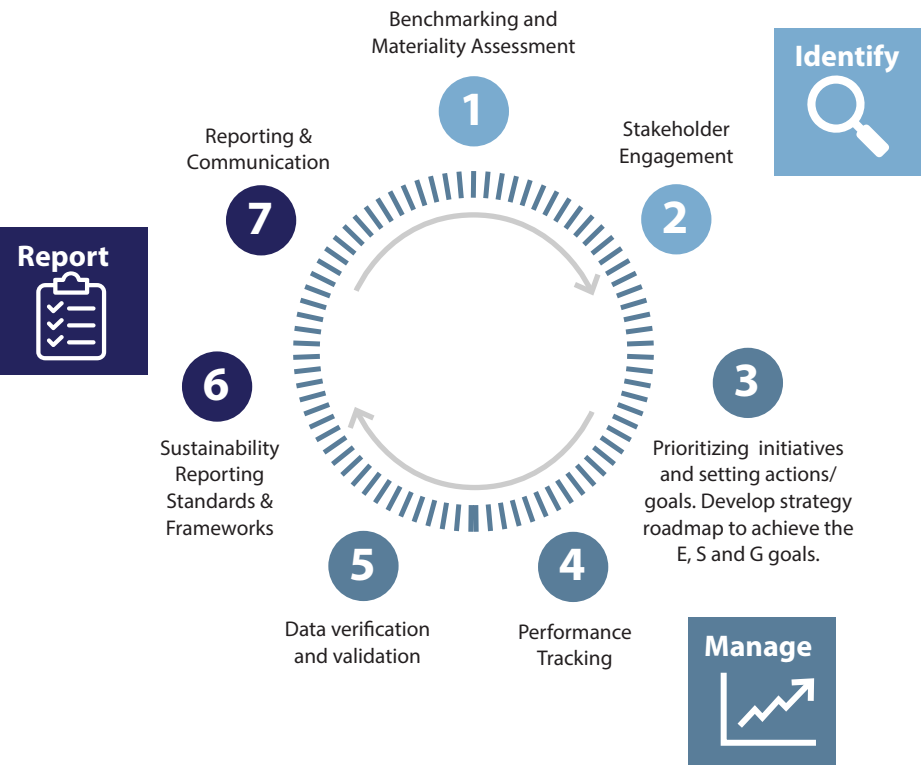 Benchmarking and
Materiality Assessment
1
Identify
Stakeholder
Engagement
2
3
Prioritizing initiatives
and setting actions/
goals. Develop strategy
roadmap to achieve the
E, S and G goals.
Manage
4
Performance
Tracking
5
Data verification
and validation
6
Sustainability
Reporting
Standards &
Frameworks
Report
Reporting &
Communication
7